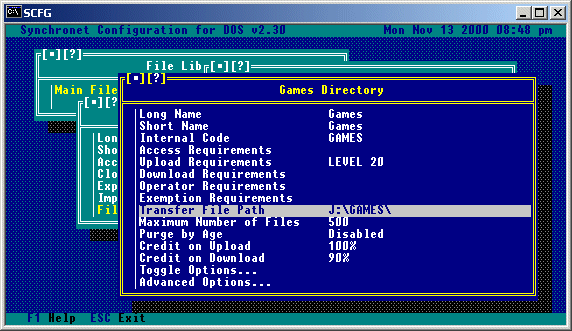 SCFG
Synchronet Configuration for DOS v2.30 Mon Nov 13 2000 08:48 pm
[■][?]
File Lib [■][?]
[■][?]
Games Directory
Main File
[■][?]
Long Name Games
Short Name Games
Lon Internal Code GAMES
Sho Access Requirements
Acc Upload Requirements LEVEL 20
Clo Download Requirements
Exp Operator Requirements
Imp Exemption Requirements
Fil Transfer File Path J:\GAMES\
Maximum Number of Files 500
Purge by Age Disabled
Credit on Upload 100%
Credit on Download 90%
Toggle Options...
Advanced Options...
F1 Help ESC Exit